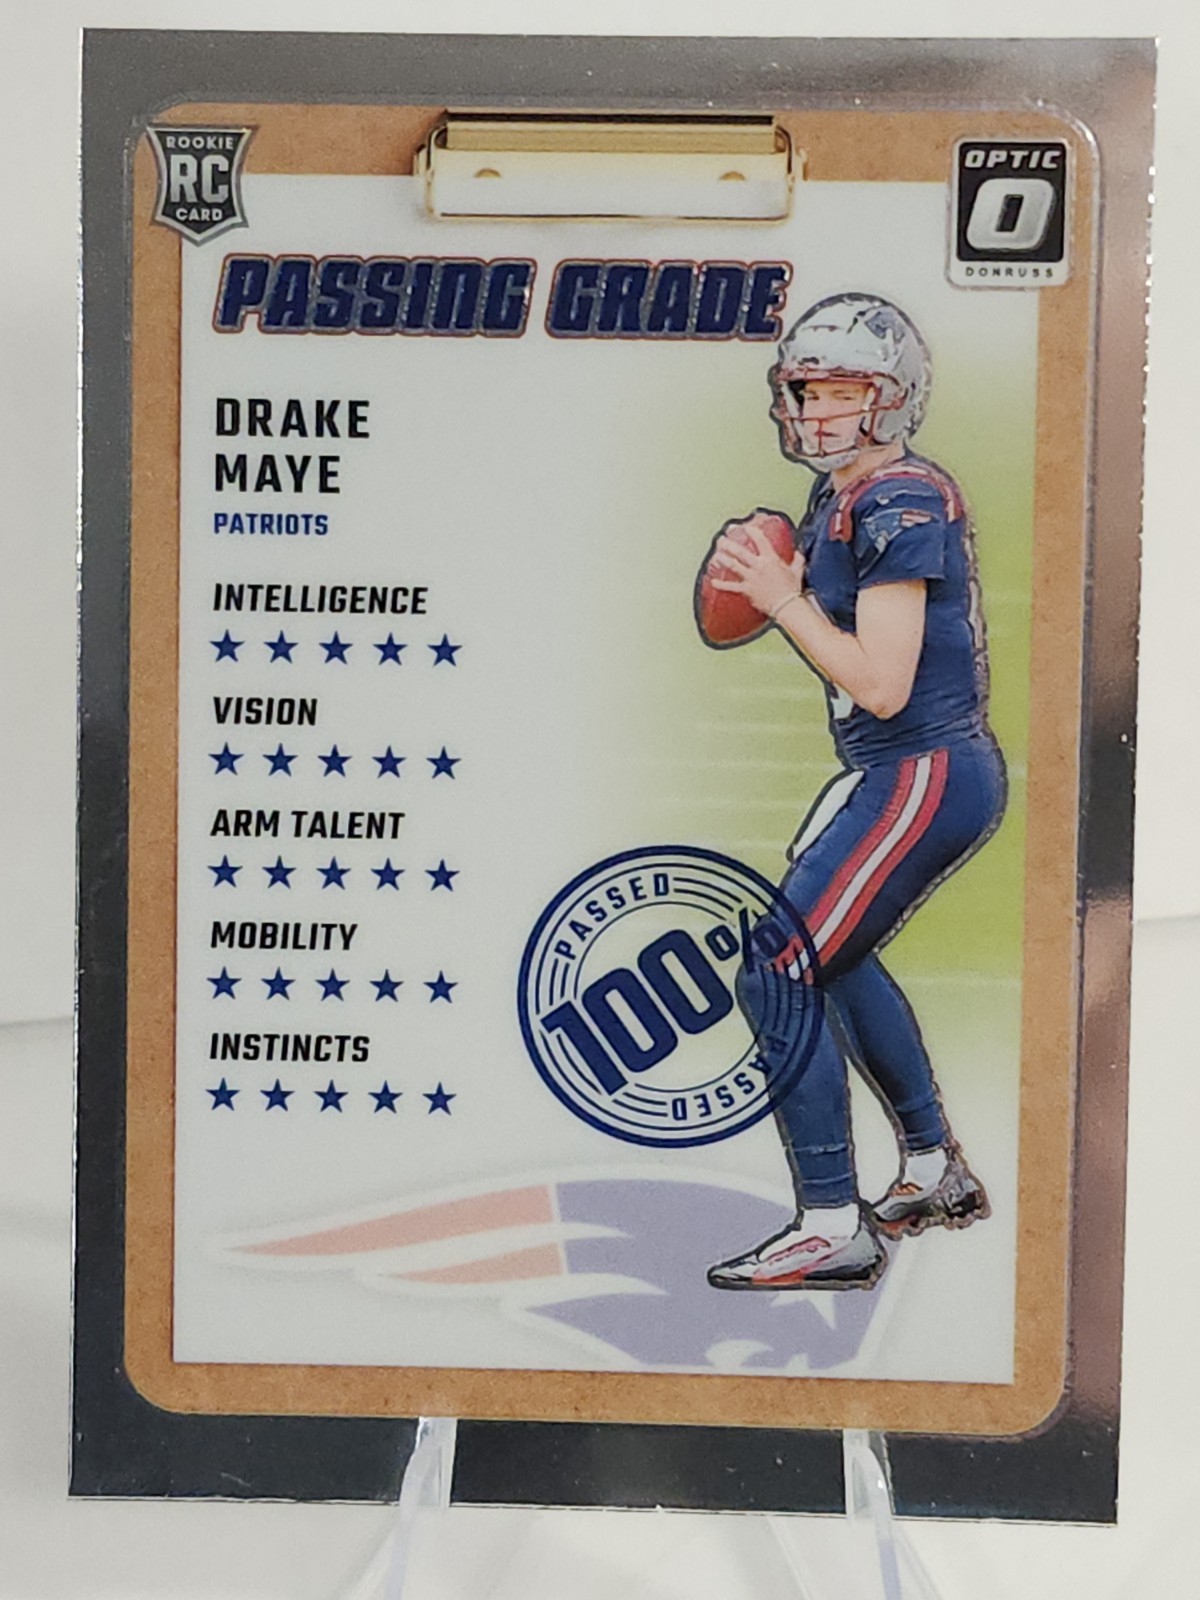 ROOKIE
RC
CARD
OPTIC
O
DONRUSS
PASSING GRADE
DRAKE
MAYE
PATRIOTS
INTELLIGENCE
★ ★ ★ ★ ★
VISION
★ ★ ★ ★ ★
ARM TALENT
★ ★ ★ ★ ★
MOBILITY
★ ★ ★ ★ ★
INSTINCTS
★ ★ ★ ★ ★
PASSED
100%
PASSED